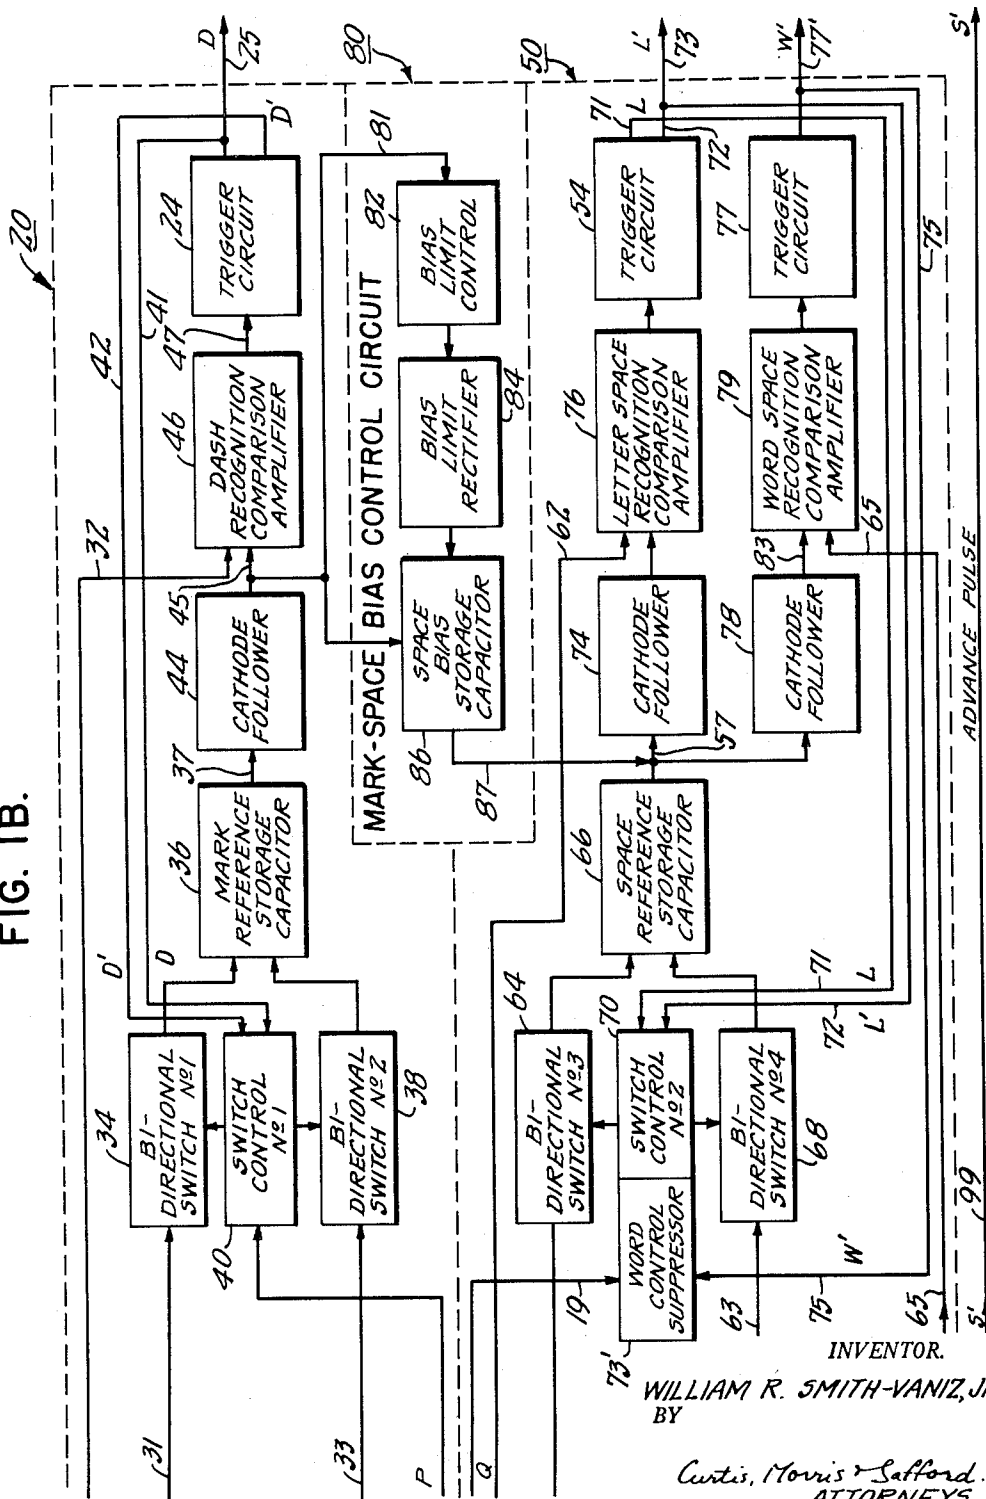 FIG. 1B.
20
42
41
32
D'
D
D
25
D'
31
34
BI-
DIRECTIONAL
SWITCH Nº1
40
SWITCH
CONTROL
Nº1
BI-
DIRECTIONAL
SWITCH Nº2
38
33
P
36
MARK
REFERENCE
STORAGE
CAPACITOR
37
44
CATHODE
FOLLOWER
45
46
DASH
RECOGNITION
COMPARISON
AMPLIFIER
47
24
TRIGGER
CIRCUIT
80
81
MARK-SPACE BIAS CONTROL CIRCUIT
82
BIAS
LIMIT
CONTROL
BIAS
LIMIT
RECTIFIER
84
SPACE
BIAS
STORAGE
CAPACITOR
86
87
50
Q
62
64
BI-
DIRECTIONAL
SWITCH Nº3
70
SWITCH
CONTROL
Nº2
WORD
CONTROL
SUPPRESSOR
73'
19
BI-
DIRECTIONAL
SWITCH Nº4
68
63
66
SPACE
REFERENCE
STORAGE
CAPACITOR
57
74
CATHODE
FOLLOWER
76
LETTER SPACE
RECOGNITION
COMPARISON
AMPLIFIER
54
TRIGGER
CIRCUIT
71
L
72
L'
73
78
CATHODE
FOLLOWER
83
79
WORD SPACE
RECOGNITION
COMPARISON
AMPLIFIER
65
77
TRIGGER
CIRCUIT
W'
77'
75
71
L
72
L'
W'
75
65
S'
99
ADVANCE PULSE
S'
INVENTOR.
WILLIAM R. SMITH-VANIZ, JR.
BY
Curtis, Morris & Safford.
ATTORNEYS